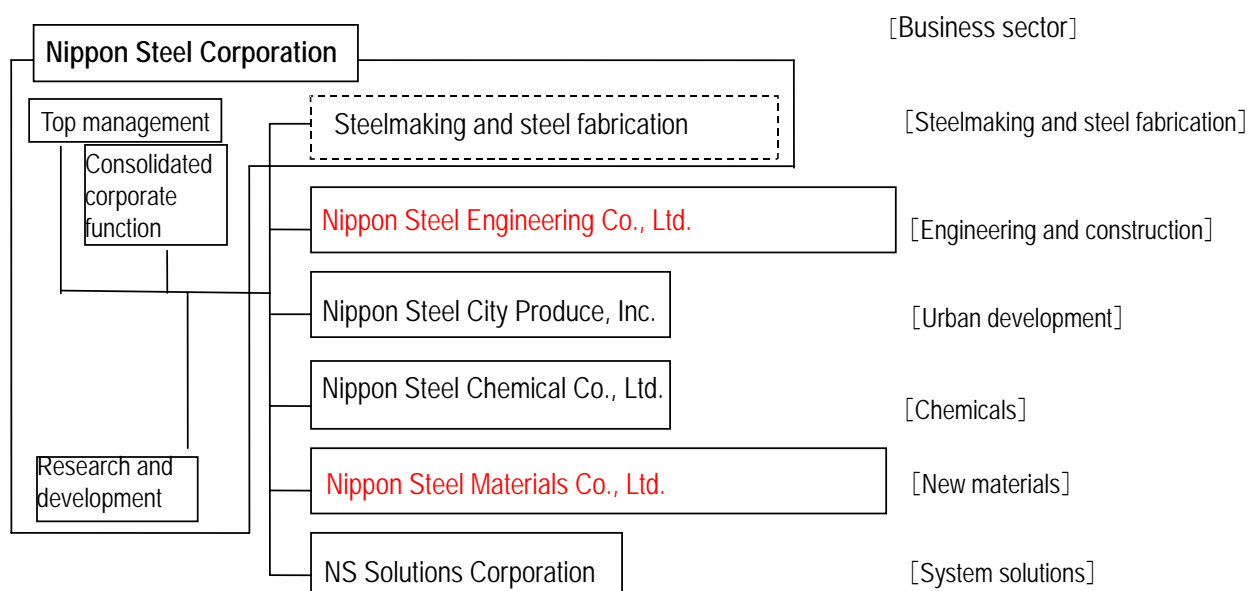 [Business sector]
Nippon Steel Corporation
Top management
Steelmaking and steel fabrication
[Steelmaking and steel fabrication]
Consolidated
corporate
function
Nippon Steel Engineering Co., Ltd.
[Engineering and construction]
Nippon Steel City Produce, Inc.
[Urban development]
Nippon Steel Chemical Co., Ltd.
[Chemicals]
Research and
development
Nippon Steel Materials Co., Ltd.
[New materials]
NS Solutions Corporation
[System solutions]